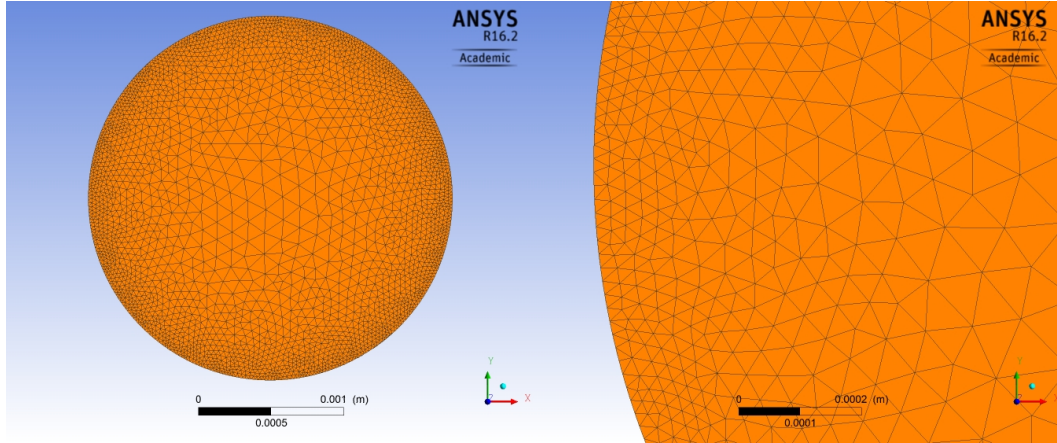 ANSYS
R16.2
Academic
Y
X
Z
0 0.001 (m)
0.0005
ANSYS
R16.2
Academic
Y
X
0 0.0002 (m)
0.0001